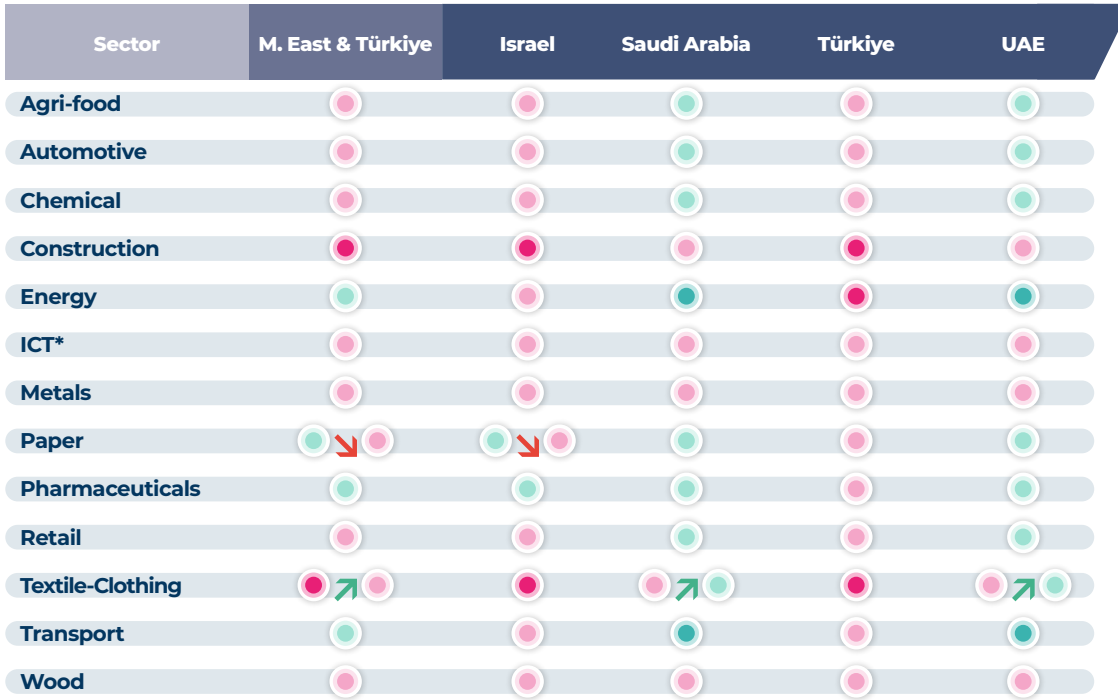 Sector M. East & Türkiye Israel Saudi Arabia Türkiye UAE
Agri-food
Automotive
Chemical
Construction
Energy
ICT*
Metals
Paper
Pharmaceuticals
Retail
Textile-Clothing
Transport
Wood